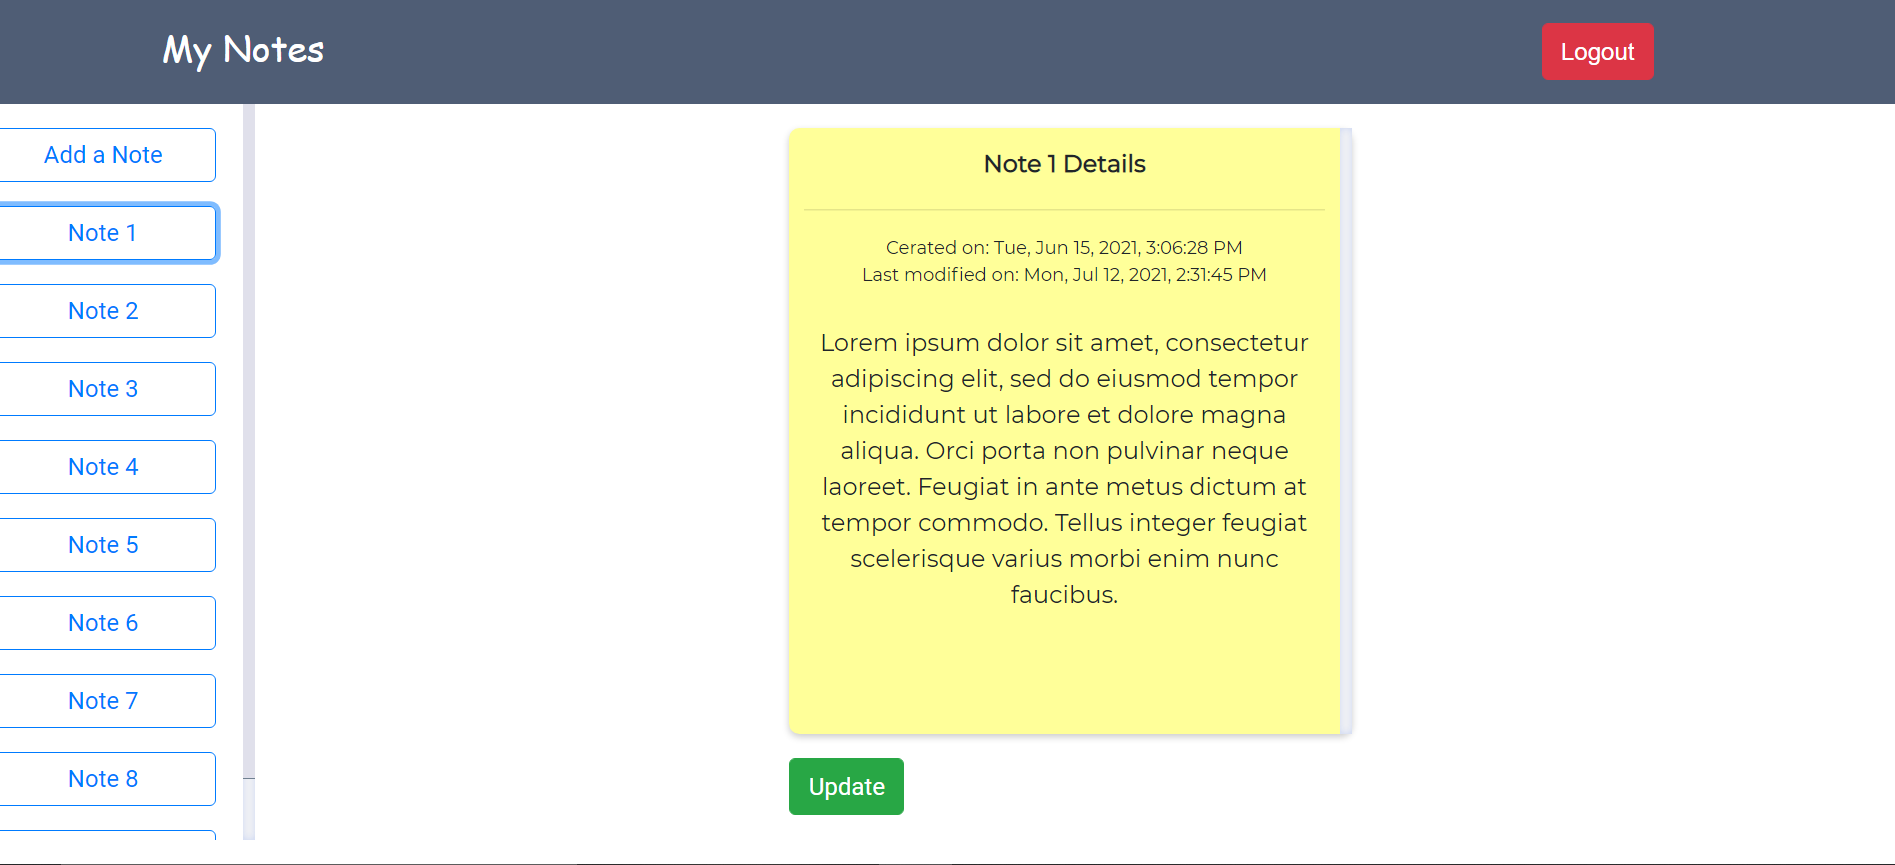 My Notes
Logout
Add a Note
Note 1
Note 2
Note 3
Note 4
Note 5
Note 6
Note 7
Note 8
Note 1 Details
Cerated on: Tue, Jun 15, 2021, 3:06:28 PM
Last modified on: Mon, Jul 12, 2021, 2:31:45 PM
Lorem ipsum dolor sit amet, consectetur
adipiscing elit, sed do eiusmod tempor
incididunt ut labore et dolore magna
aliqua. Orci porta non pulvinar neque
laoreet. Feugiat in ante metus dictum at
tempor commodo. Tellus integer feugiat
scelerisque varius morbi enim nunc
faucibus.
Update